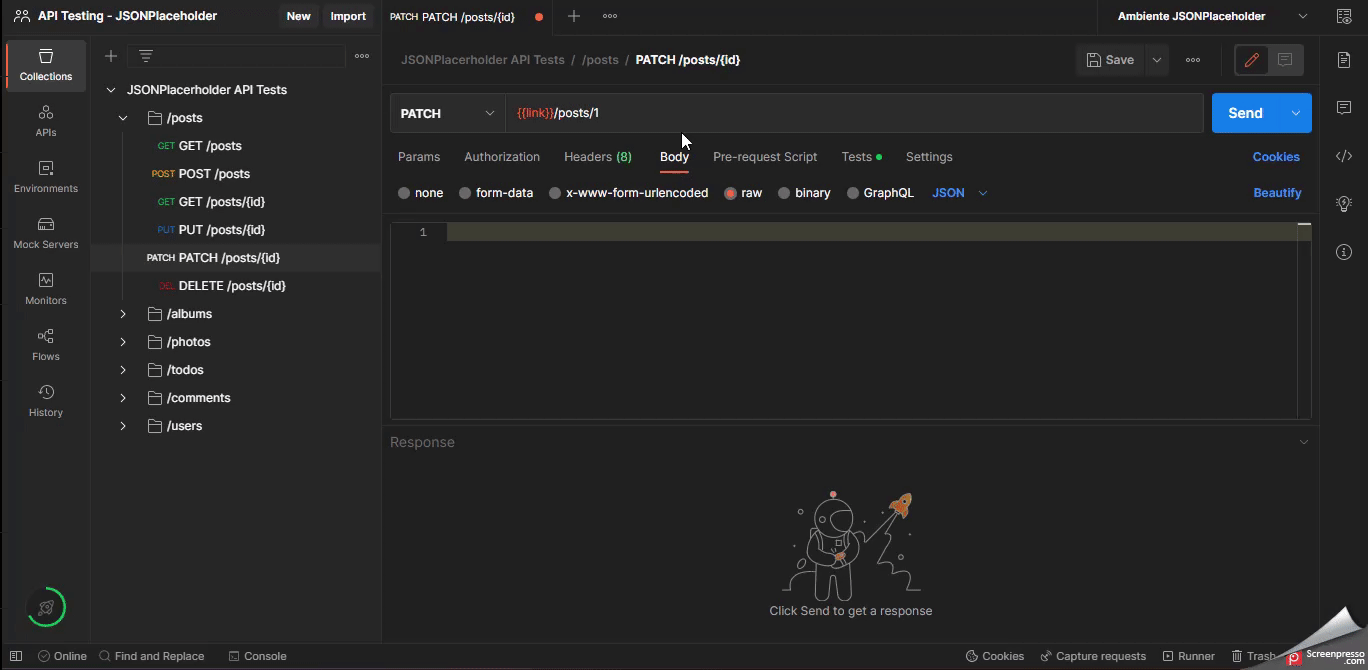 API Testing - JSONPlaceholder
New
Import
PATCH PATCH /posts/{id}
Ambiente JSONPlaceholder
Collections
APIs
Environments
Mock Servers
Monitors
Flows
History
JSONPlacerholder API Tests
/posts
GET GET /posts
POST POST /posts
GET GET /posts/{id}
PUT PUT /posts/{id}
PATCH PATCH /posts/{id}
DEL DELETE /posts/{id}
/albums
/photos
/todos
/comments
/users
JSONPlacerholder API Tests / /posts / PATCH /posts/{id}
Save
PATCH
{{link}}/posts/1
Send
Params
Authorization
Headers (8)
Body
Pre-request Script
Tests
Settings
Cookies
none
form-data
x-www-form-urlencoded
raw
binary
GraphQL
JSON
Beautify
1
Response
Click Send to get a response
Online
Find and Replace
Console
Cookies
Capture requests
Runner
Trash
Screenpresso
.com